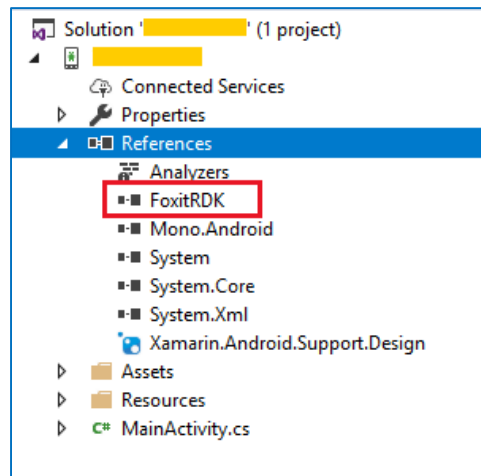 Solution ' ' (1 project)
Connected Services
Properties
References
Analyzers
FoxitRDK
Mono.Android
System
System.Core
System.Xml
Xamarin.Android.Support.Design
Assets
Resources
C# MainActivity.cs